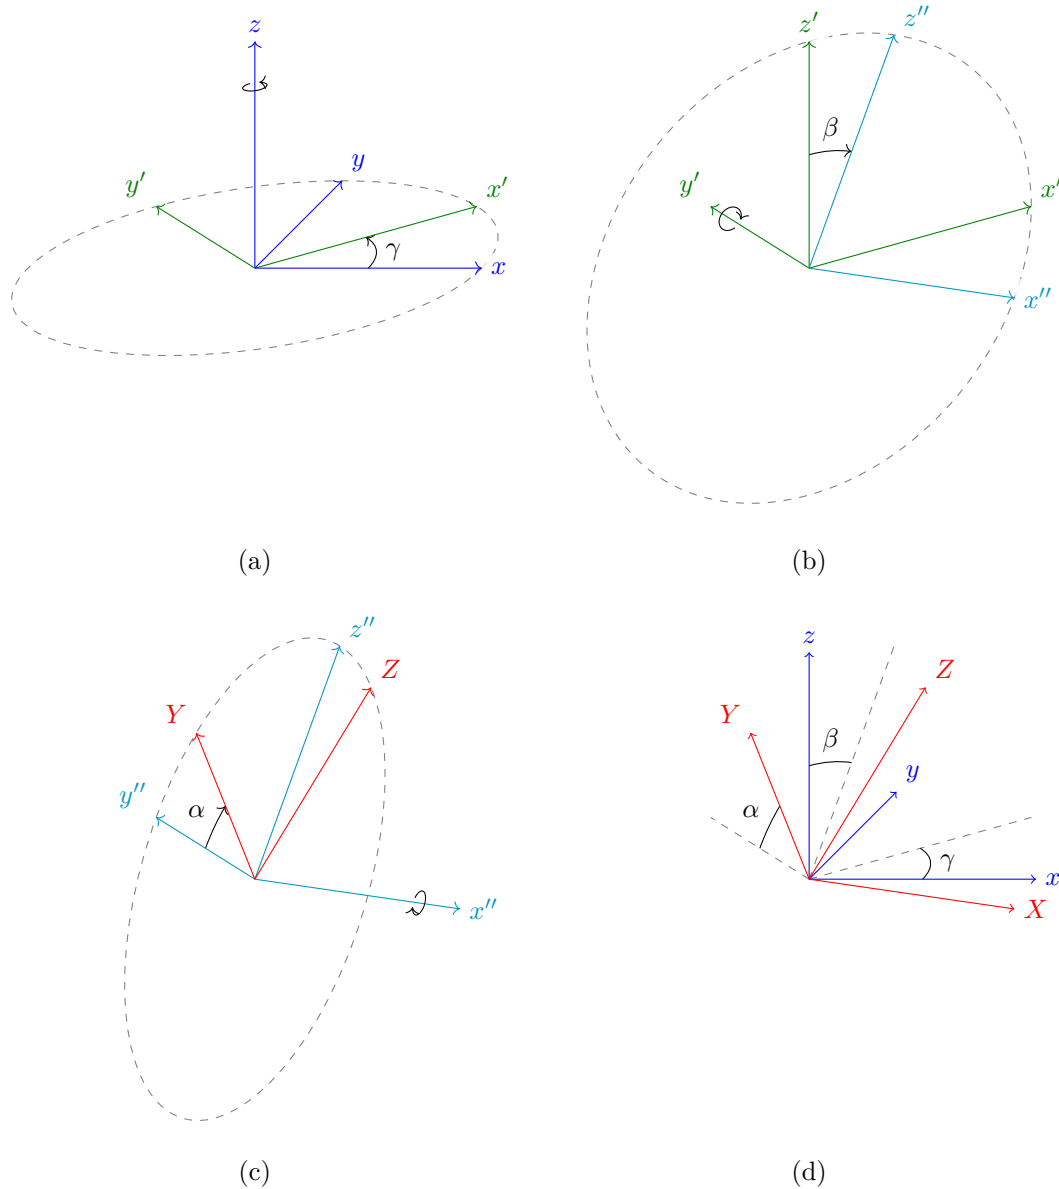 z
y
y′
x′
γ
x
(a)
z′
z′′
β
y′
x′
x′′
(b)
z′′
Z
Y
y′′
α
x′′
(c)
z
Z
Y
β
y
α
γ
x
X
(d)